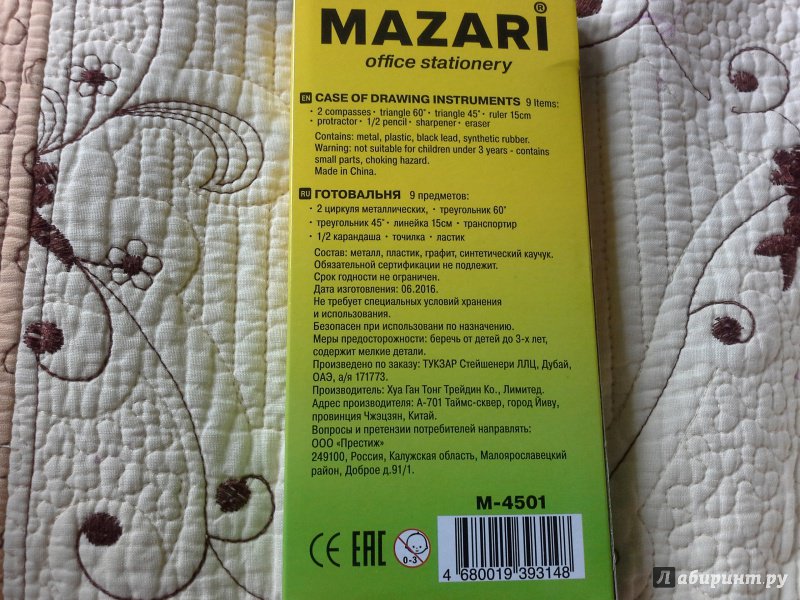 MAZARi®
office stationery
EN CASE OF DRAWING INSTRUMENTS 9 Items:
• 2 compasses • triangle 60° • triangle 45° • ruler 15cm
• protractor • 1/2 pencil • sharpener • eraser
Contains: metal, plastic, black lead, synthetic rubber.
Warning: not suitable for children under 3 years - contains
small parts, choking hazard.
Made in China.
RU ГОТОВАЛЬНЯ 9 предметов:
• 2 циркуля металлических, • треугольник 60°
• треугольник 45° • линейка 15см • транспортир
• 1/2 карандаша • точилка • ластик
Состав: металл, пластик, графит, синтетический каучук.
Обязательной сертификации не подлежит.
Срок годности не ограничен.
Дата изготовления: 06.2016.
Не требует специальных условий хранения
и использования.
Безопасен при использовани по назначению.
Меры предосторожности: беречь от детей до 3-х лет,
содержит мелкие детали.
Произведено по заказу: ТУКЗАР Стейшенери ЛЛЦ, Дубай,
ОАЭ, а/я 171773.
Производитель: Хуа Ган Тонг Трейдин Ко., Лимитед.
Адрес производителя: А-701 Таймс-сквер, город Йиву,
провинция Чжэцзян, Китай.
Вопросы и претензии потребителей направлять:
ООО «Престиж»
249100, Россия, Калужская область, Малоярославецкий
район, Доброе д.91/1.
M-4501
CE EAC 0-3
4 680019 393148
Лабиринт.ру